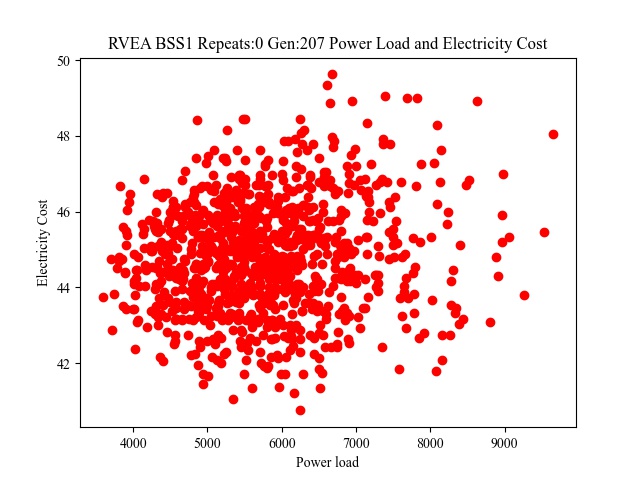 RVEA BSS1 Repeats:0 Gen:207 Power Load and Electricity Cost
50
48
46
44
42
Electricity Cost
4000 5000 6000 7000 8000 9000
Power load